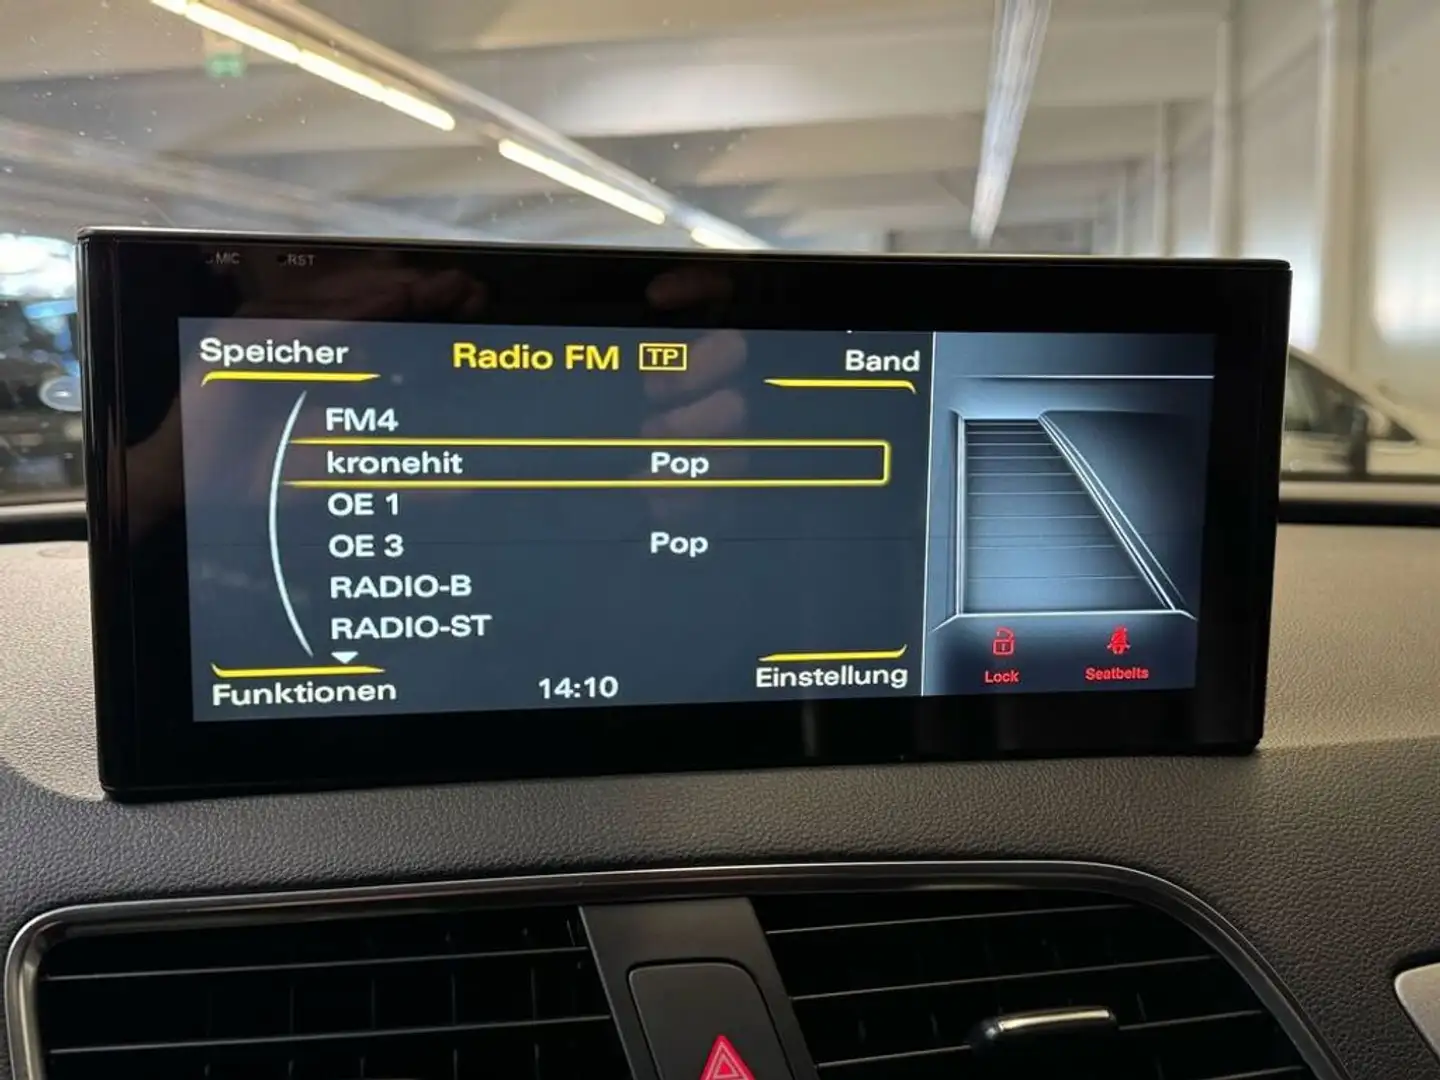 MIC RST
Speicher Radio FM TP Band
FM4
kronehit Pop
OE 1
OE 3 Pop
RADIO-B
RADIO-ST
Funktionen 14:10 Einstellung
Lock Seatbelts